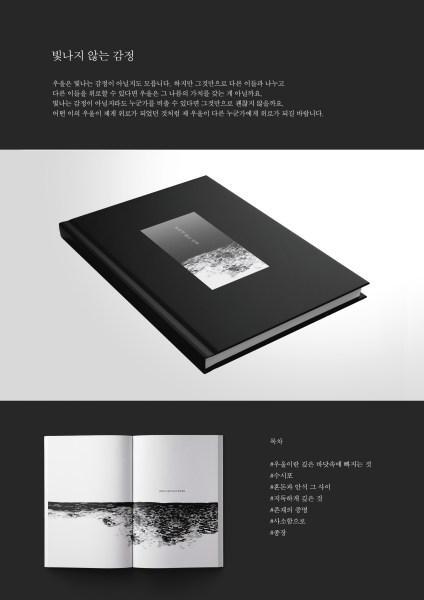 빛나지 않는 감정
우울은 빛나는 감정이 아닐지도 모릅니다. 하지만 그것만으로 다른 이들과 나누고
다른 이들을 위로할 수 있다면 우울은 그 나름의 가치를 갖는 게 아닐까요.
빛나는 감정이 아닐지라도 누군가를 비출 수 있다면 그것만으로 괜찮지 않을까요.
어떤 이의 우울이 제게 위로가 되었던 것처럼 제 우울이 다른 누군가에게 위로가 되길 바랍니다.
목차
#우울이란 깊은 바닷속에 빠지는 것
#수시포
#혼돈과 안식 그 사이
#지독하게 깊은 것
#존재의 증명
#사소함으로
#종장